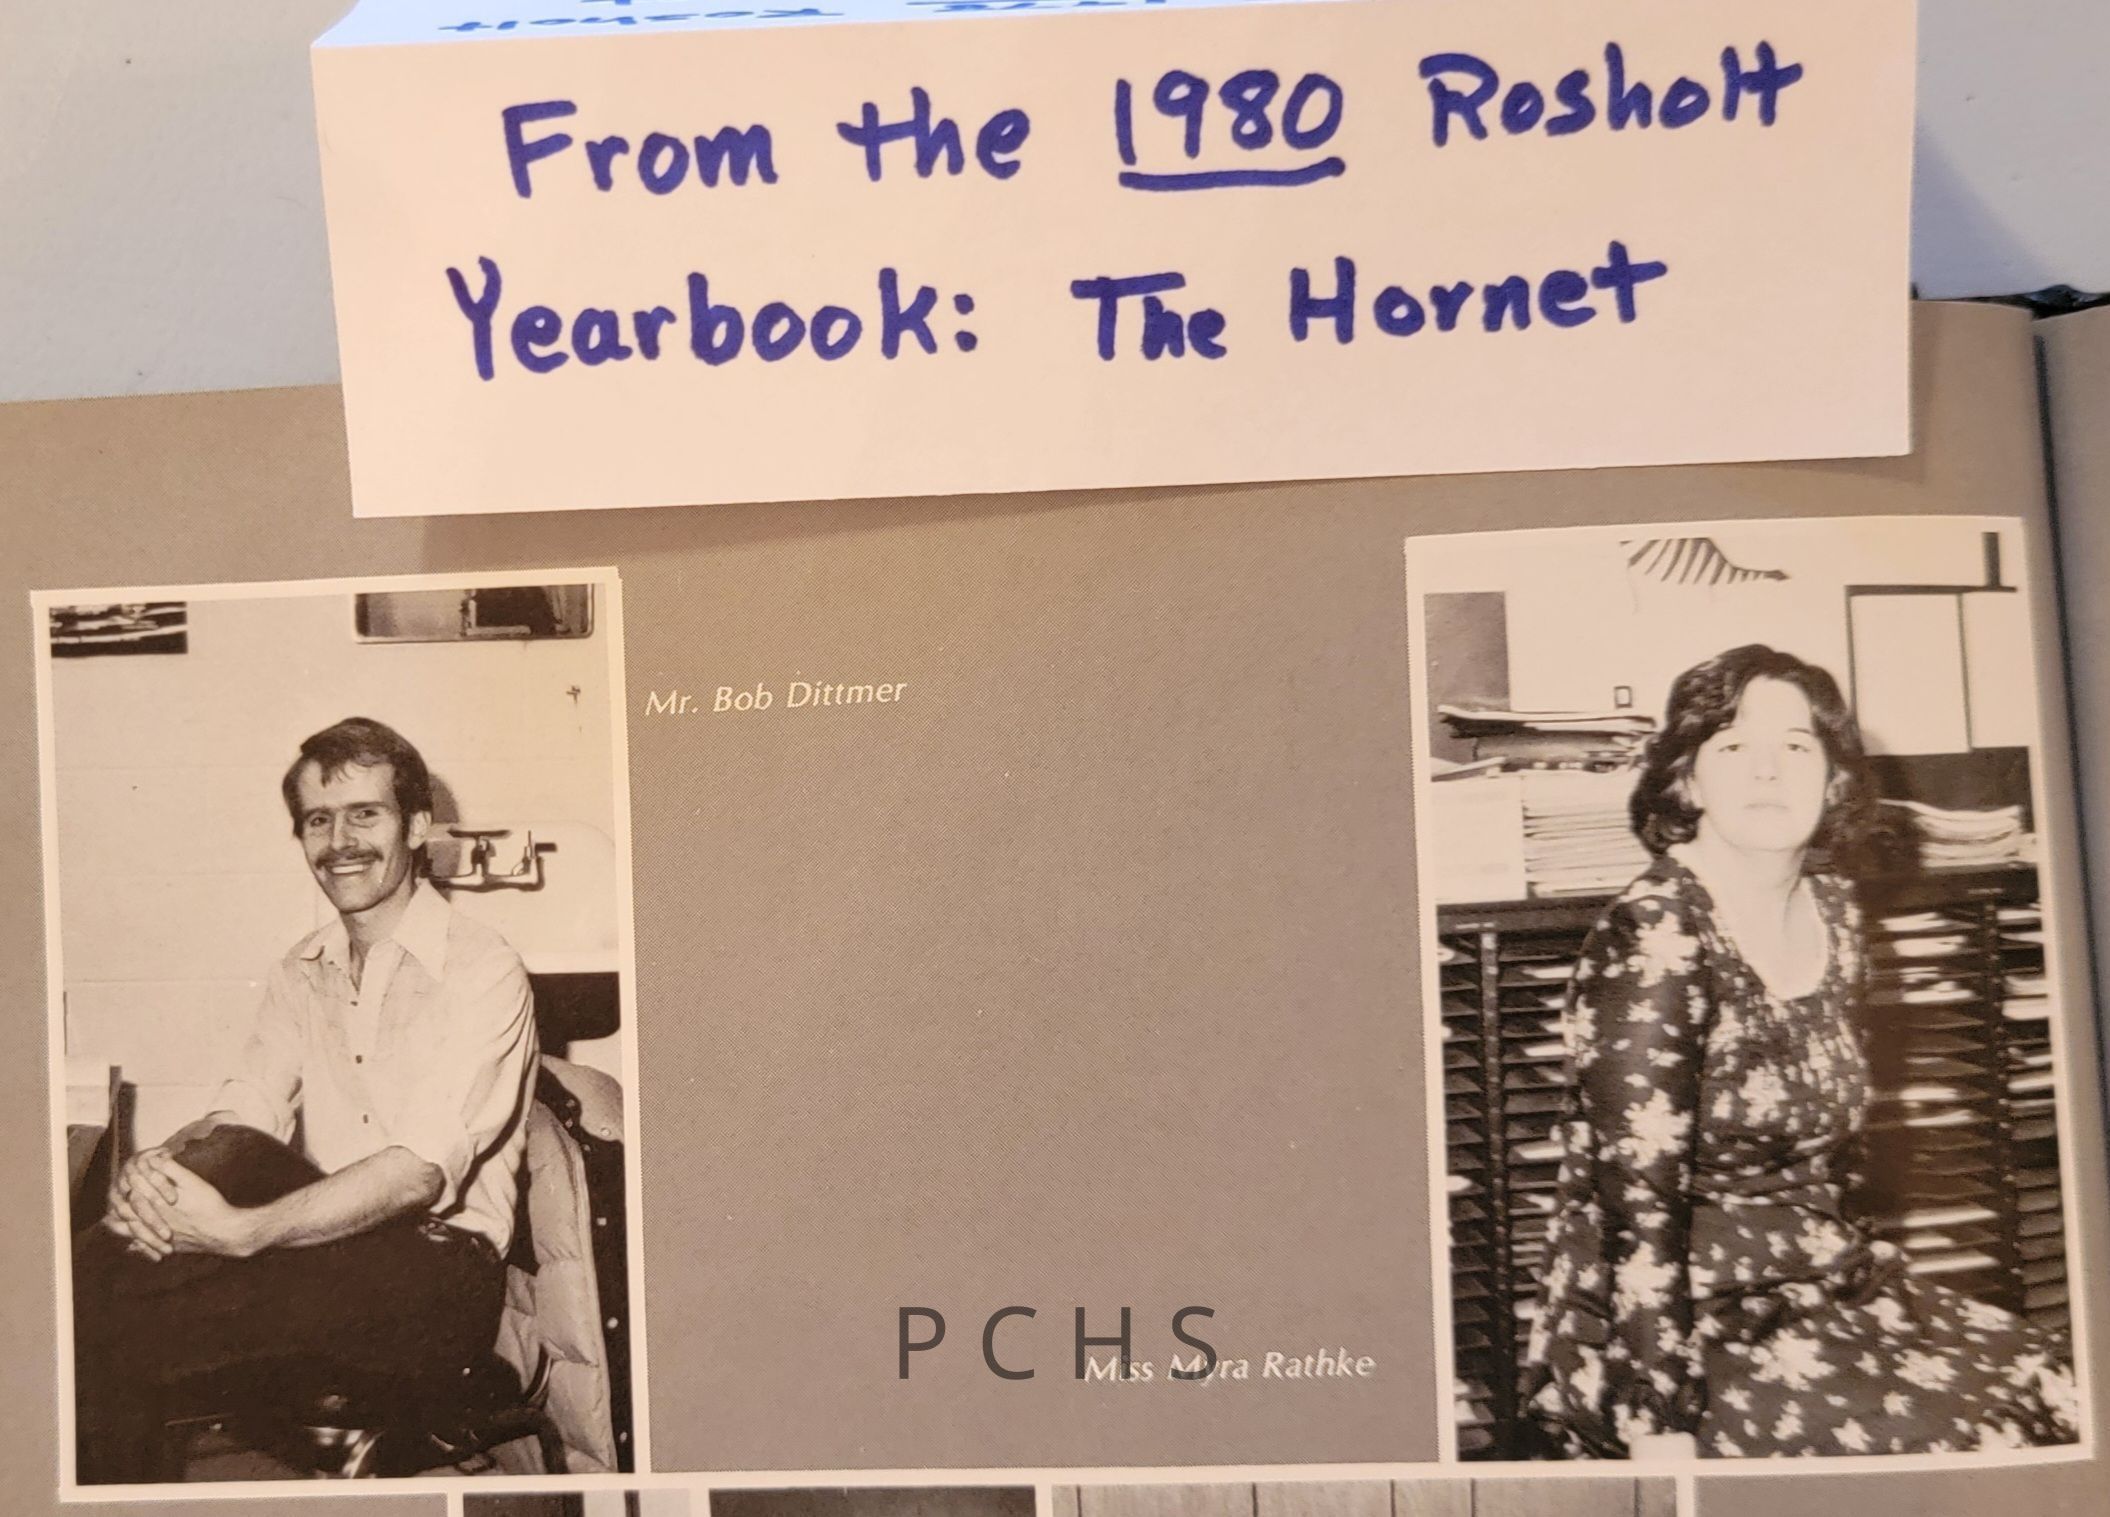 From the 1980 Rosholt
Yearbook: The Hornet
Mr. Bob Dittmer
PCHS
Miss Myra Rathke